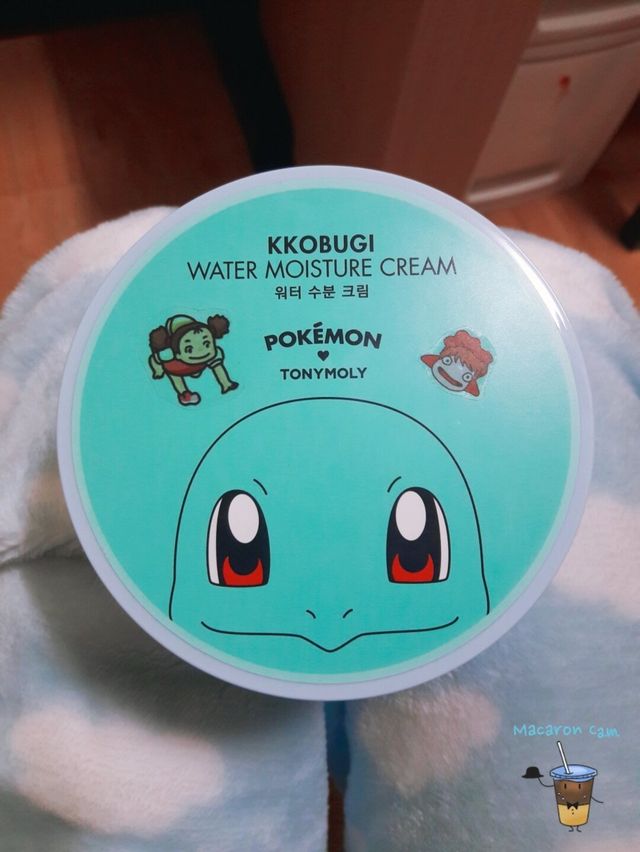 KKOBUGI
WATER MOISTURE CREAM
워터 수분 크림
POKÉMON
TONYMOLY
Macaron cam